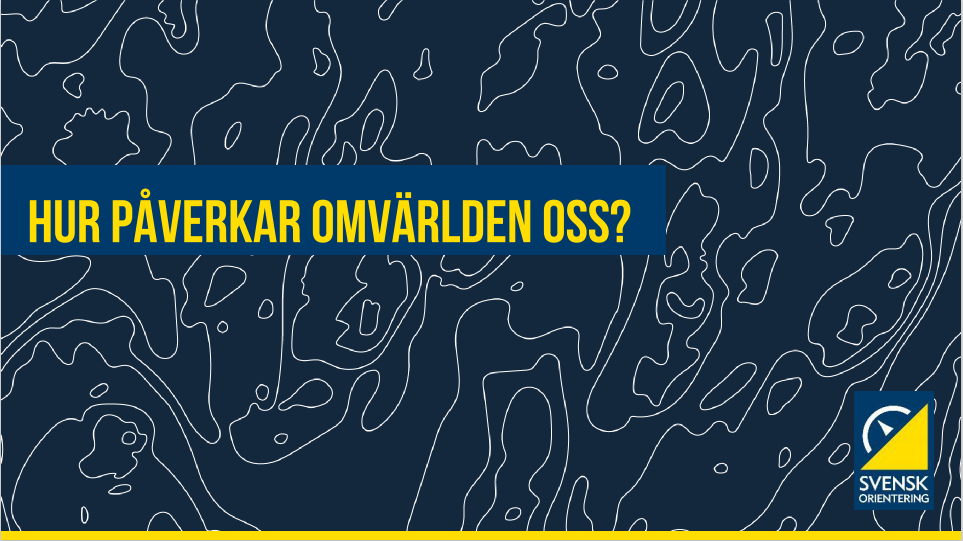 HUR PÅVERKAR OMVÄRLDEN OSS?
SVENSK
ORIENTERING